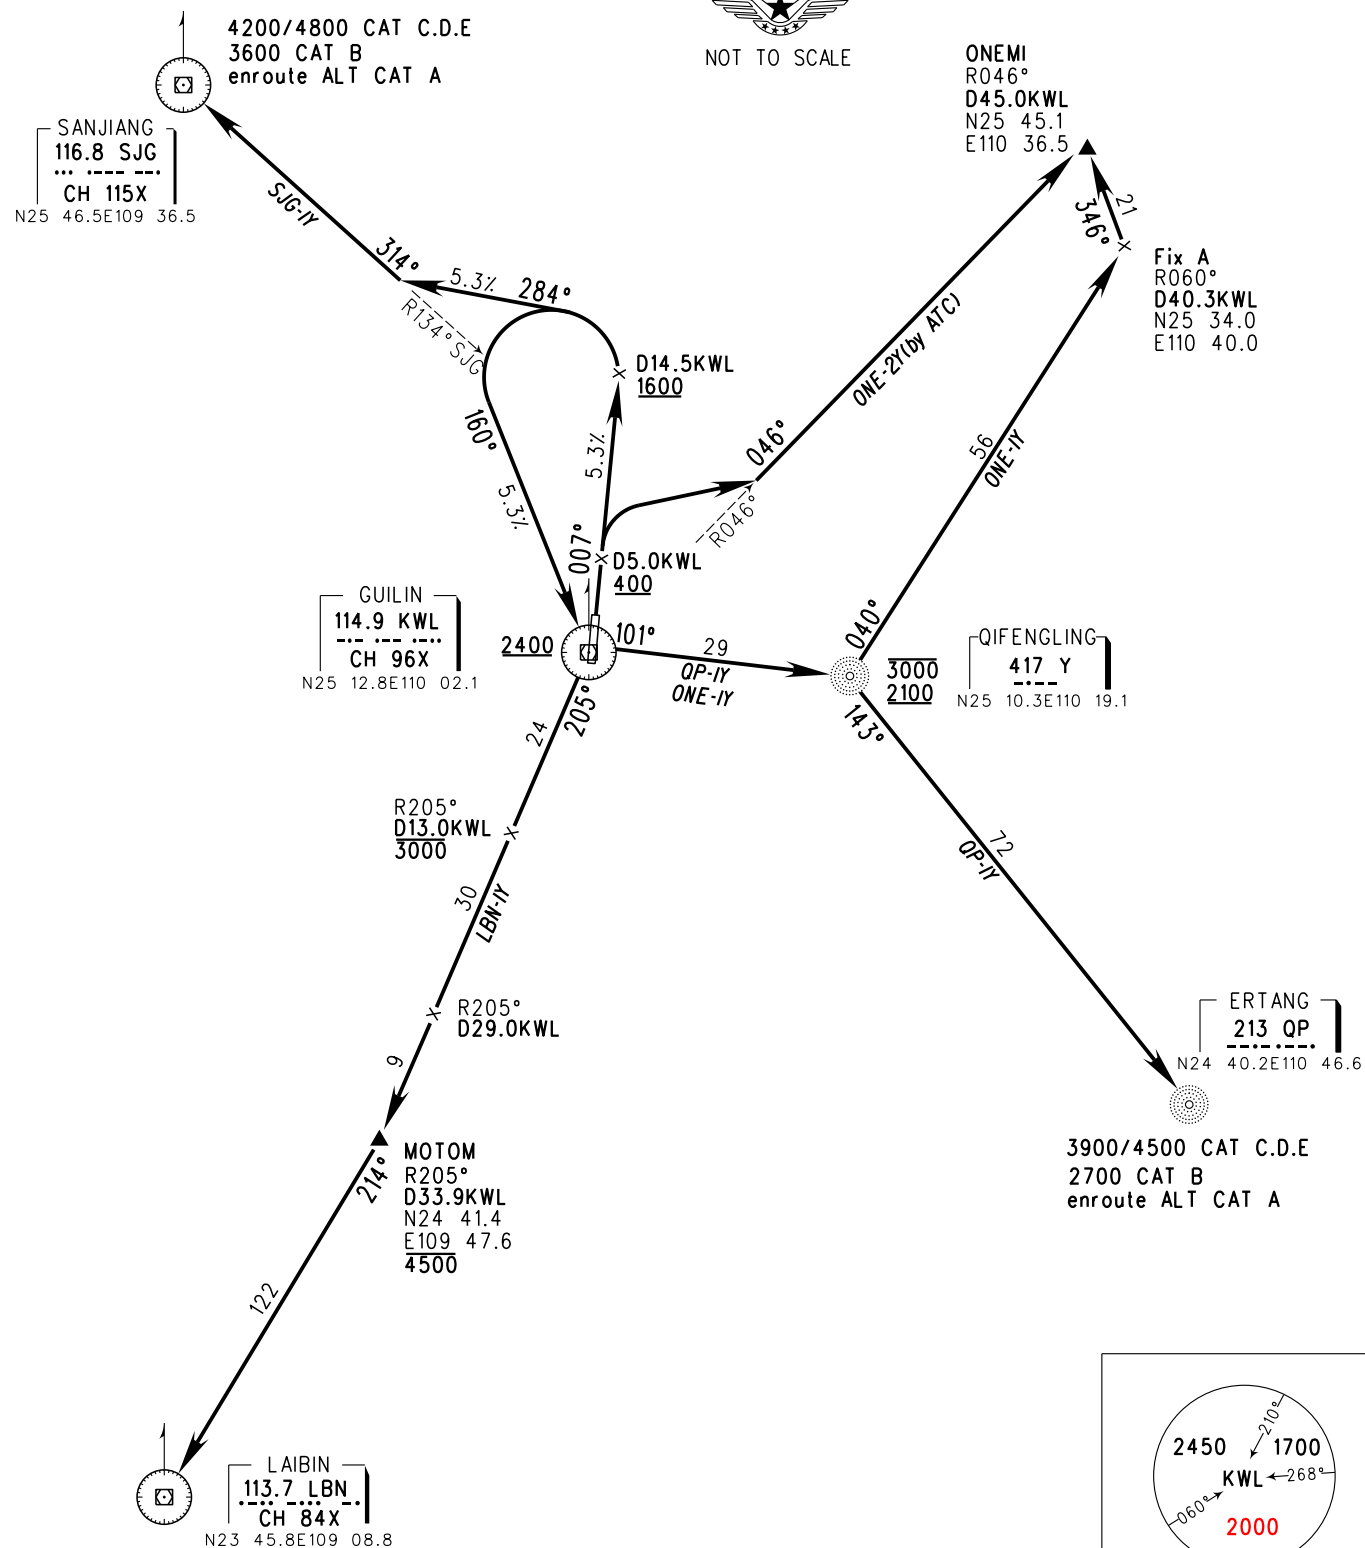 4200/4800 CAT C.D.E
3600 CAT B
enroute ALT CAT A
NOT TO SCALE
ONEMI
R046°
D45.0KWL
N25 45.1
E110 36.5
SANJIANG
116.8 SJG
CH 115X
N25 46.5E109 36.5
SJG-1Y
314°
5.3%
284°
R134° SJG
21
346°
Fix A
R060°
D40.3KWL
N25 34.0
E110 40.0
D14.5KWL
1600
ONE-2Y(by ATC)
160°
5.3%
5.3%
046°
R046°
56
ONE-1Y
007°
D5.0KWL
400
GUILIN
114.9 KWL
CH 96X
N25 12.8E110 02.1
2400
101°
29
QP-1Y
ONE-1Y
040°
3000
2100
QIFENGLING
417 Y
N25 10.3E110 19.1
205°
24
143°
R205°
D13.0KWL
3000
72
QP-1Y
30
LBN-1Y
R205°
D29.0KWL
9
ERTANG
213 QP
N24 40.2E110 46.6
MOTOM
R205°
D33.9KWL
N24 41.4
E109 47.6
4500
214°
3900/4500 CAT C.D.E
2700 CAT B
enroute ALT CAT A
122
LAIBIN
113.7 LBN
CH 84X
N23 45.8E109 08.8
210°
2450
1700
KWL
268°
060°
2000